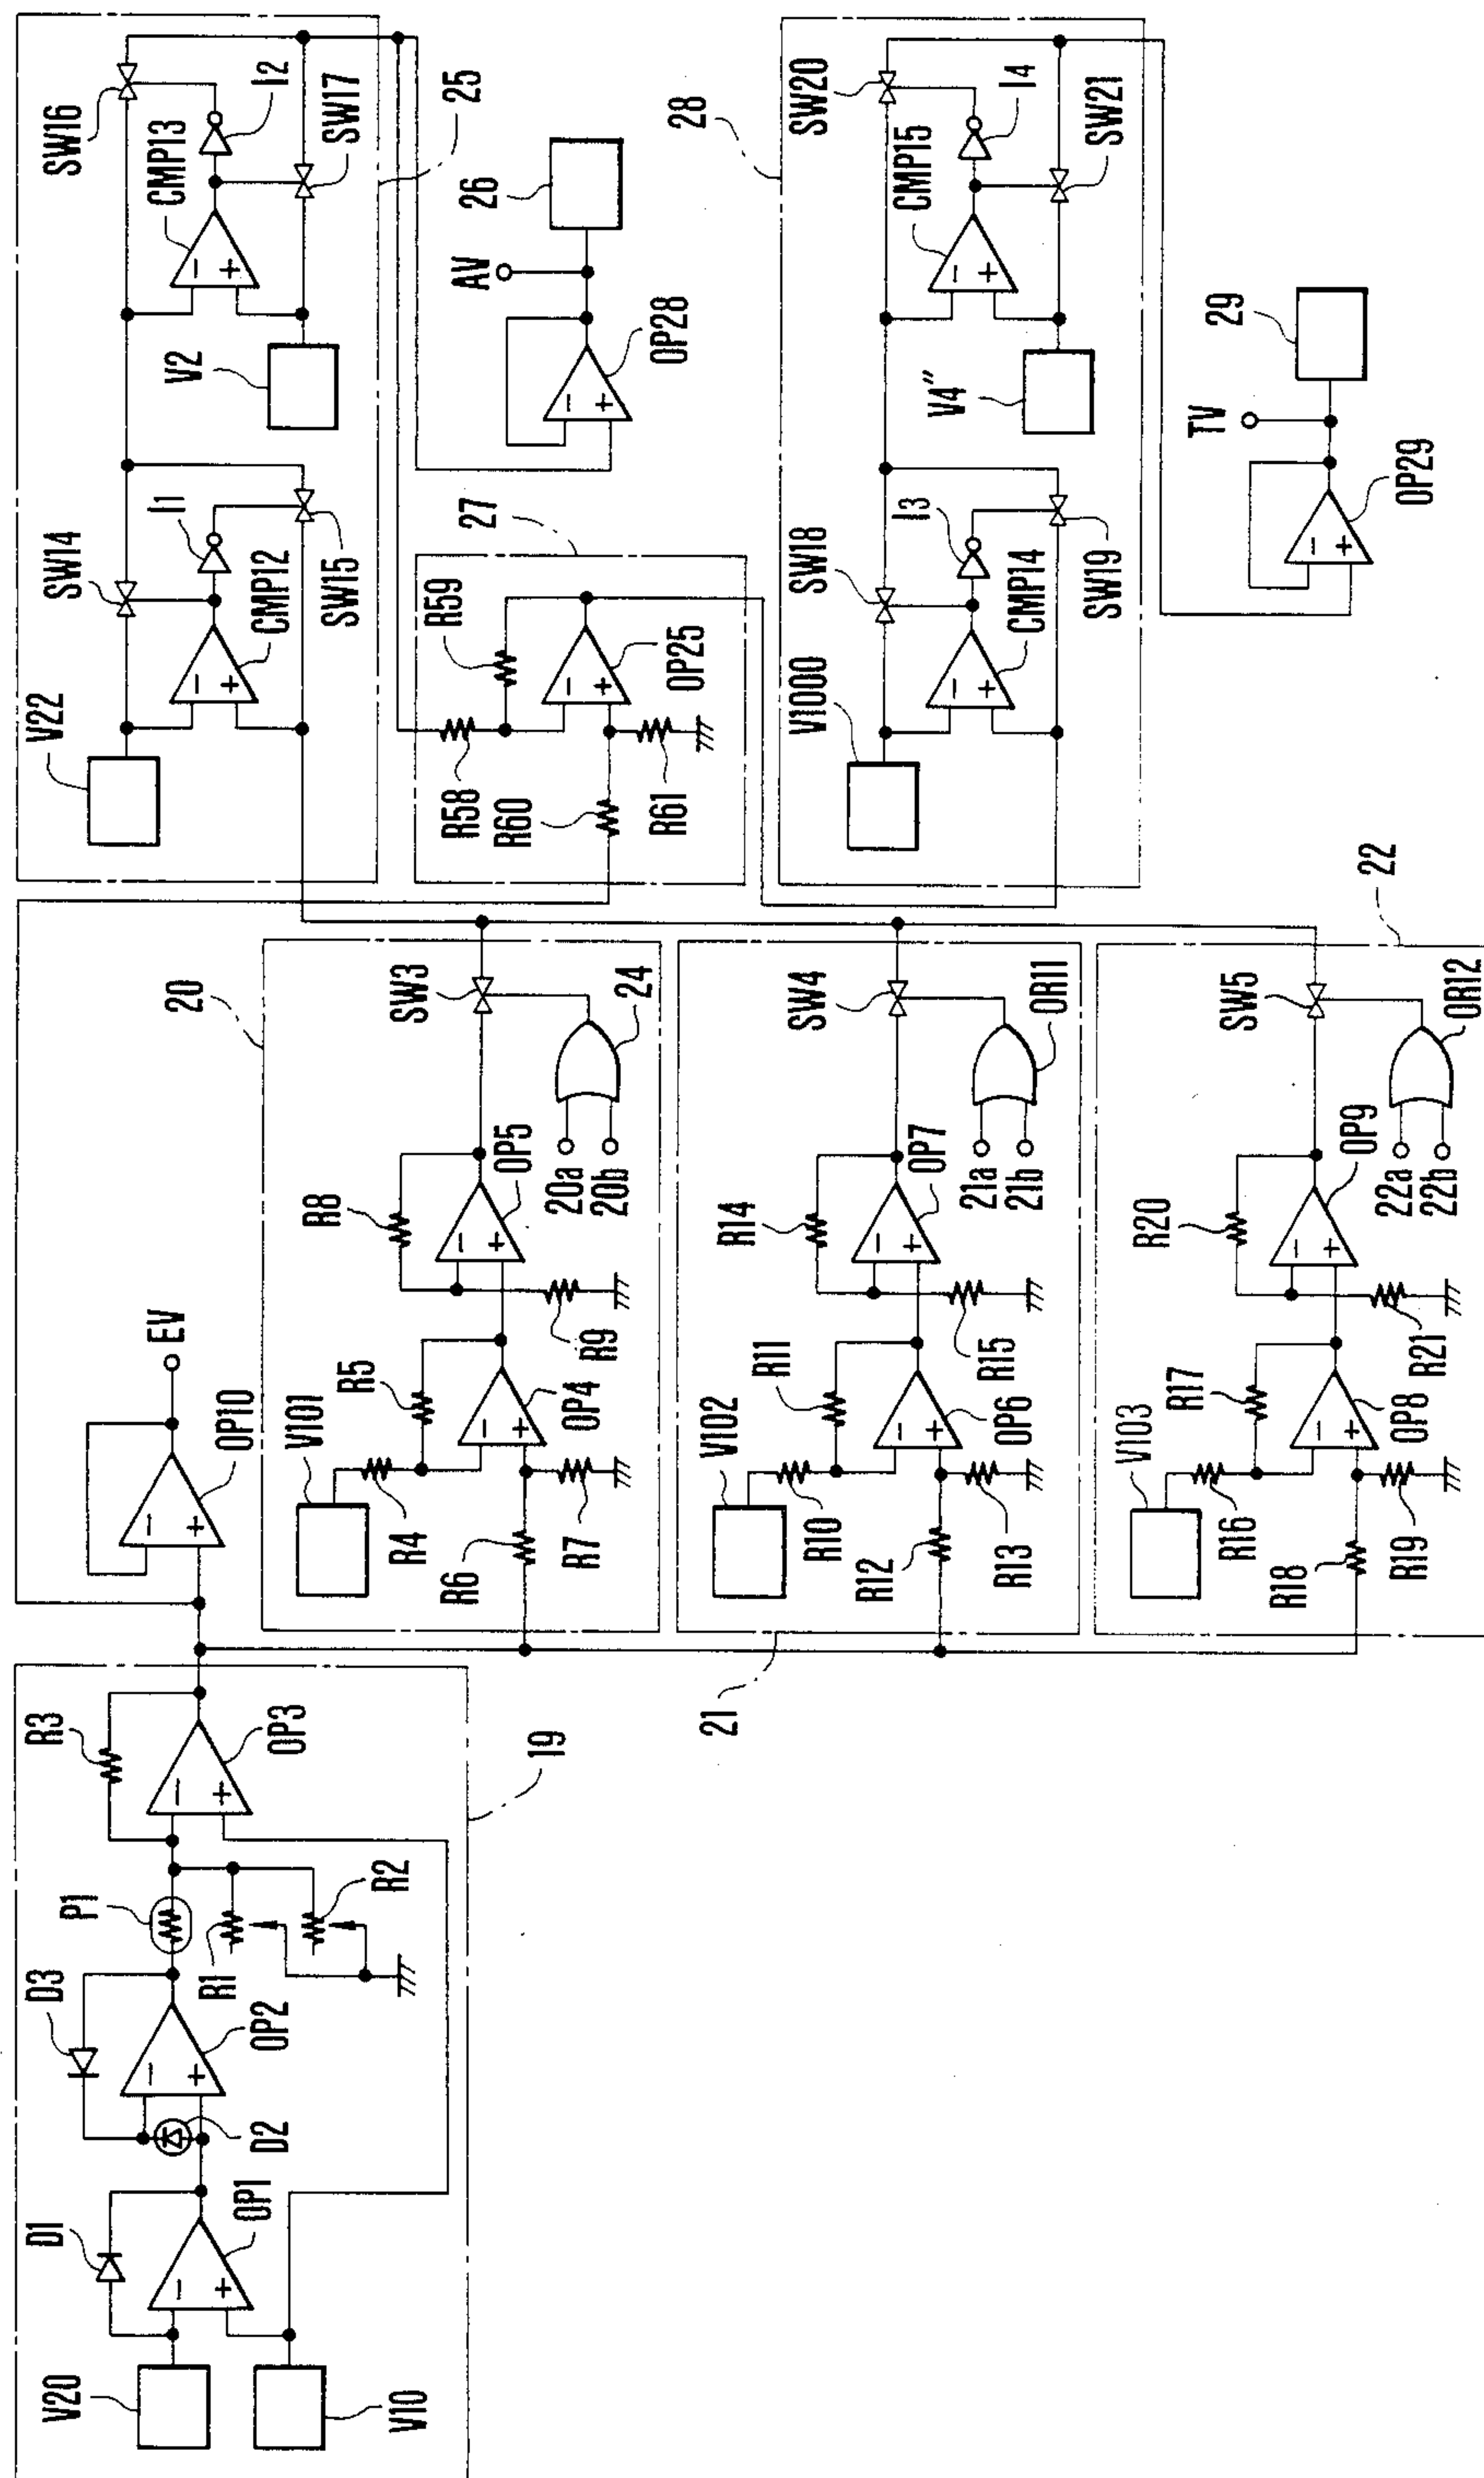 V20
V10
D1
OP1
D2
D3
OP2
P1
R1
R2
R3
OP3
19
OP10
EV
20
V101
R4
R5
R6
R7
OP4
R8
R9
OP5
20a
20b
SW3
24
21
V102
R10
R11
R12
R13
OP6
R14
R15
OP7
21a
21b
SW4
OR11
22
V103
R16
R17
R18
R19
OP8
R20
R21
OP9
22a
22b
SW5
OR12
V22
SW14
I1
CMP12
SW15
V2
SW16
CMP13
I2
SW17
25
R58
R59
R60
R61
OP25
27
AV
26
OP28
28
V1000
SW18
I3
CMP14
SW19
V4"
SW20
CMP15
I4
SW21
TV
29
OP29